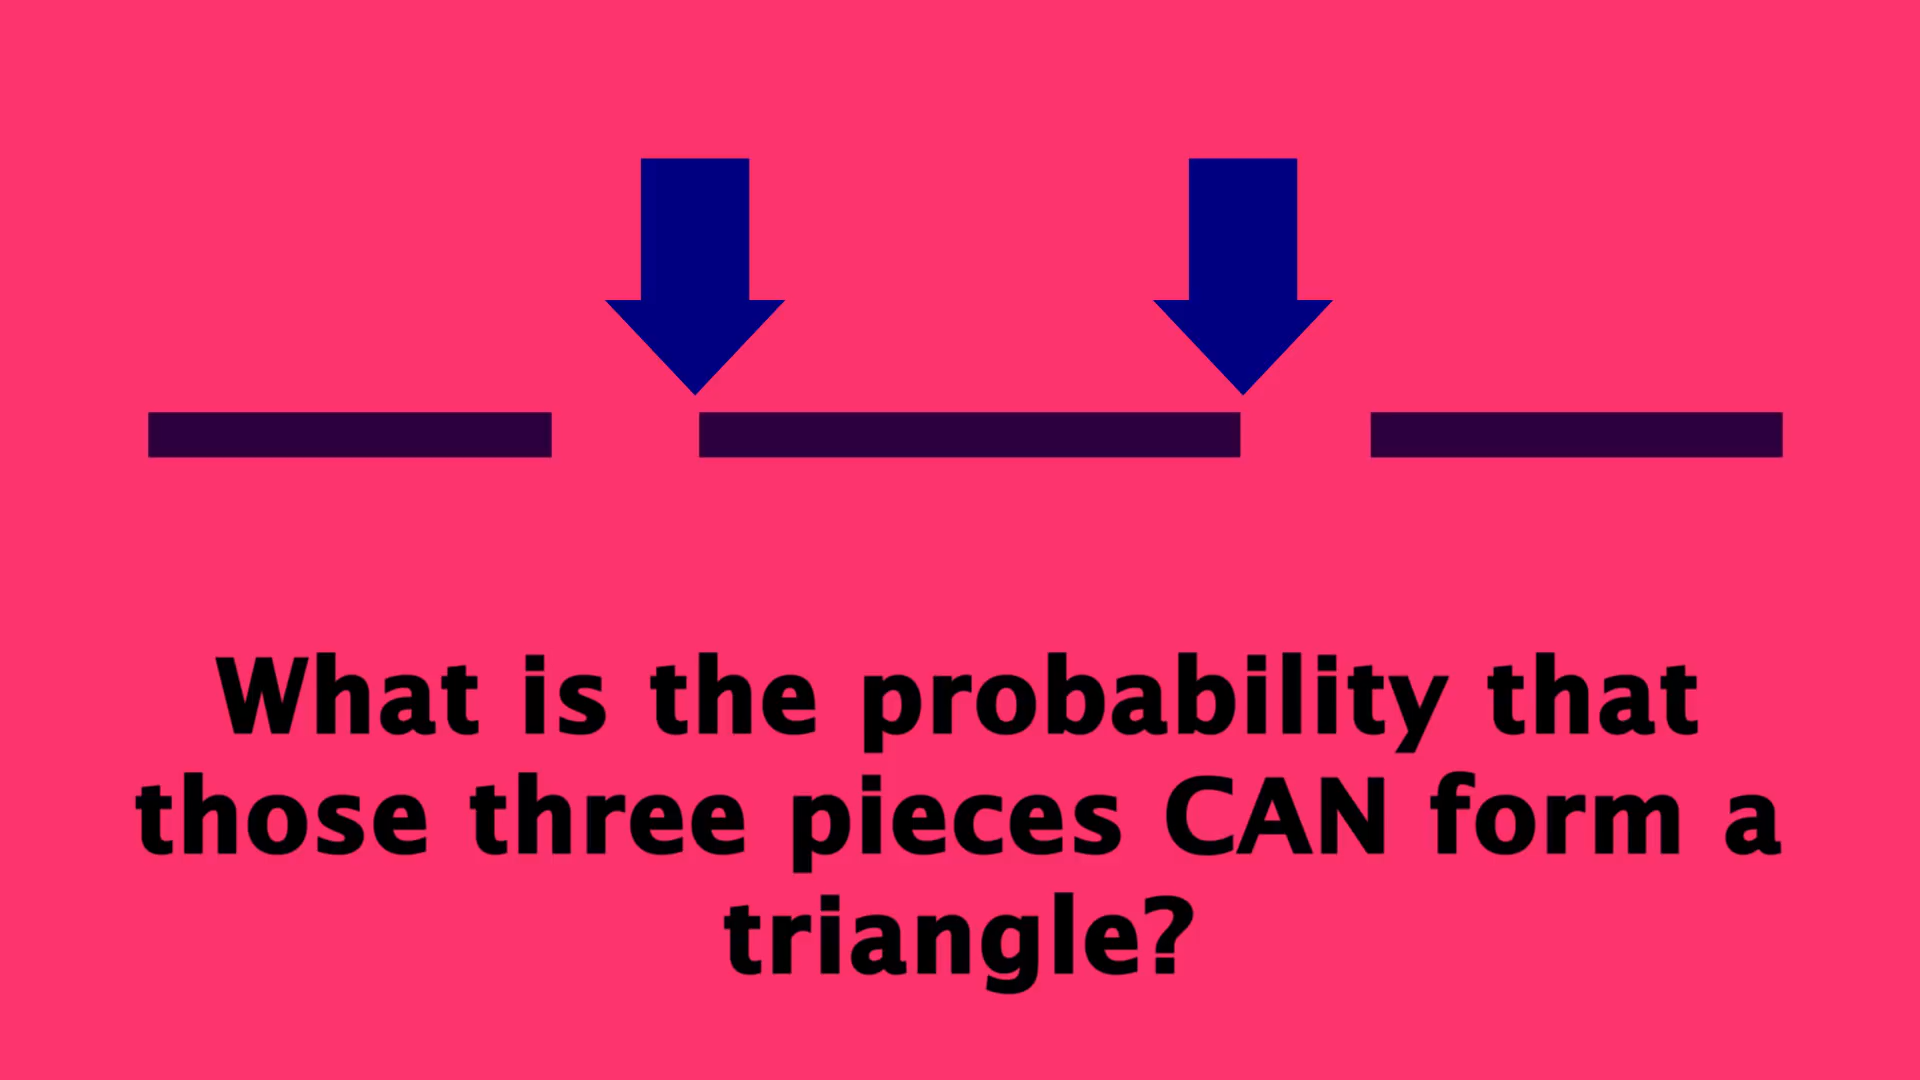 What is the probability that
those three pieces CAN form a
triangle?